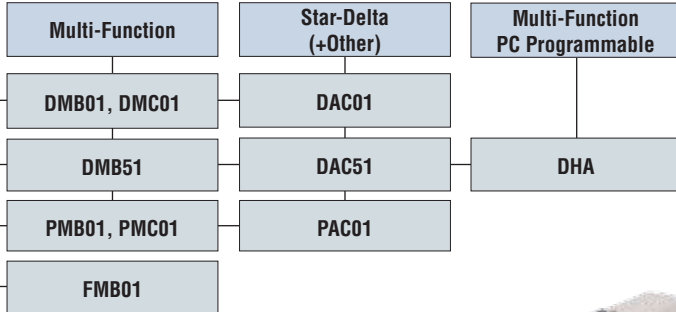 Multi-Function
Star-Delta
(+Other)
Multi-Function
PC Programmable
DMB01, DMC01
DAC01
DMB51
DAC51
DHA
PMB01, PMC01
PAC01
FMB01